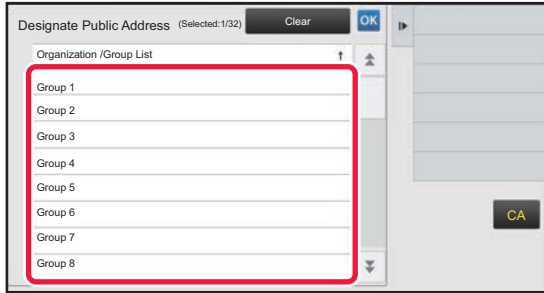 Designate Public Address (Selected:1/32) Clear OK
Organization /Group List
Group 1
Group 2
Group 3
Group 4
Group 5
Group 6
Group 7
Group 8
CA